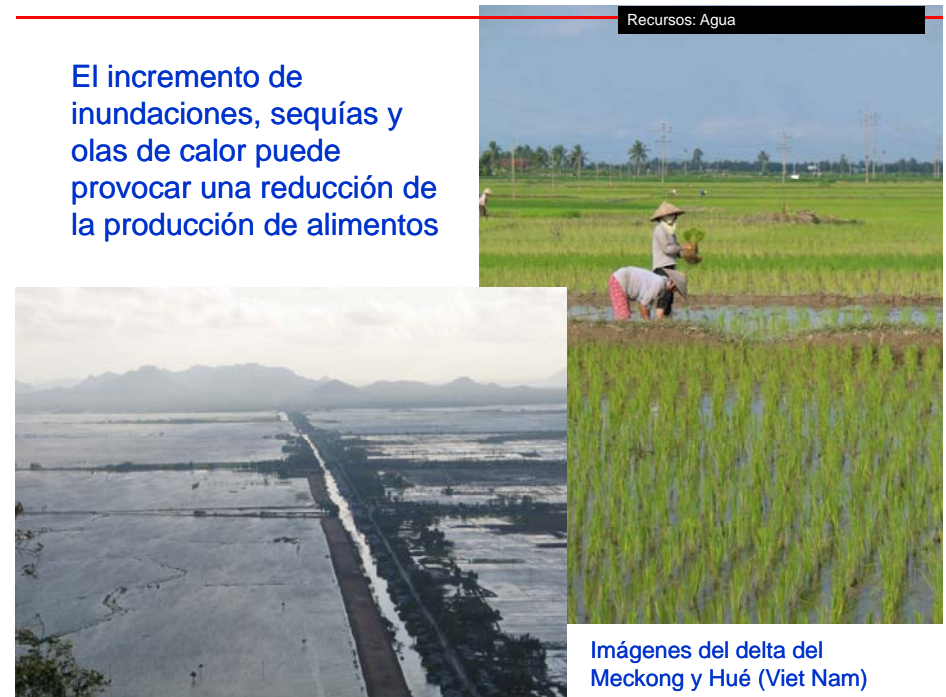 Recursos: Agua
El incremento de
inundaciones, sequías y
olas de calor puede
provocar una reducción de
la producción de alimentos
Imágenes del delta del
Meckong y Hué (Viet Nam)